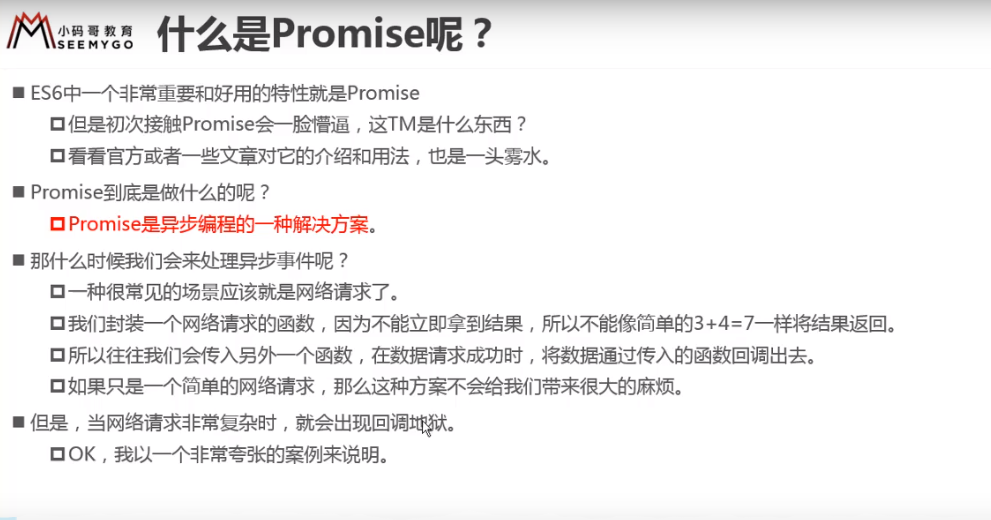 小码哥教育
SEEMYGO
什么是Promise呢？
ES6中一个非常重要和好用的特性就是Promise
但是初次接触Promise会一脸懵逼，这TM是什么东西？
看看官方或者一些文章对它的介绍和用法，也是一头雾水。
Promise到底是做什么的呢？
Promise是异步编程的一种解决方案。
那什么时候我们会来处理异步事件呢？
一种很常见的场景应该就是网络请求了。
我们封装一个网络请求的函数，因为不能立即拿到结果，所以不能像简单的3+4=7一样将结果返回。
所以往往我们会传入另外一个函数，在数据请求成功时，将数据通过传入的函数回调出去。
如果只是一个简单的网络请求，那么这种方案不会给我们带来很大的麻烦。
但是，当网络请求非常复杂时，就会出现回调地狱。
OK，我以一个非常夸张的案例来说明。